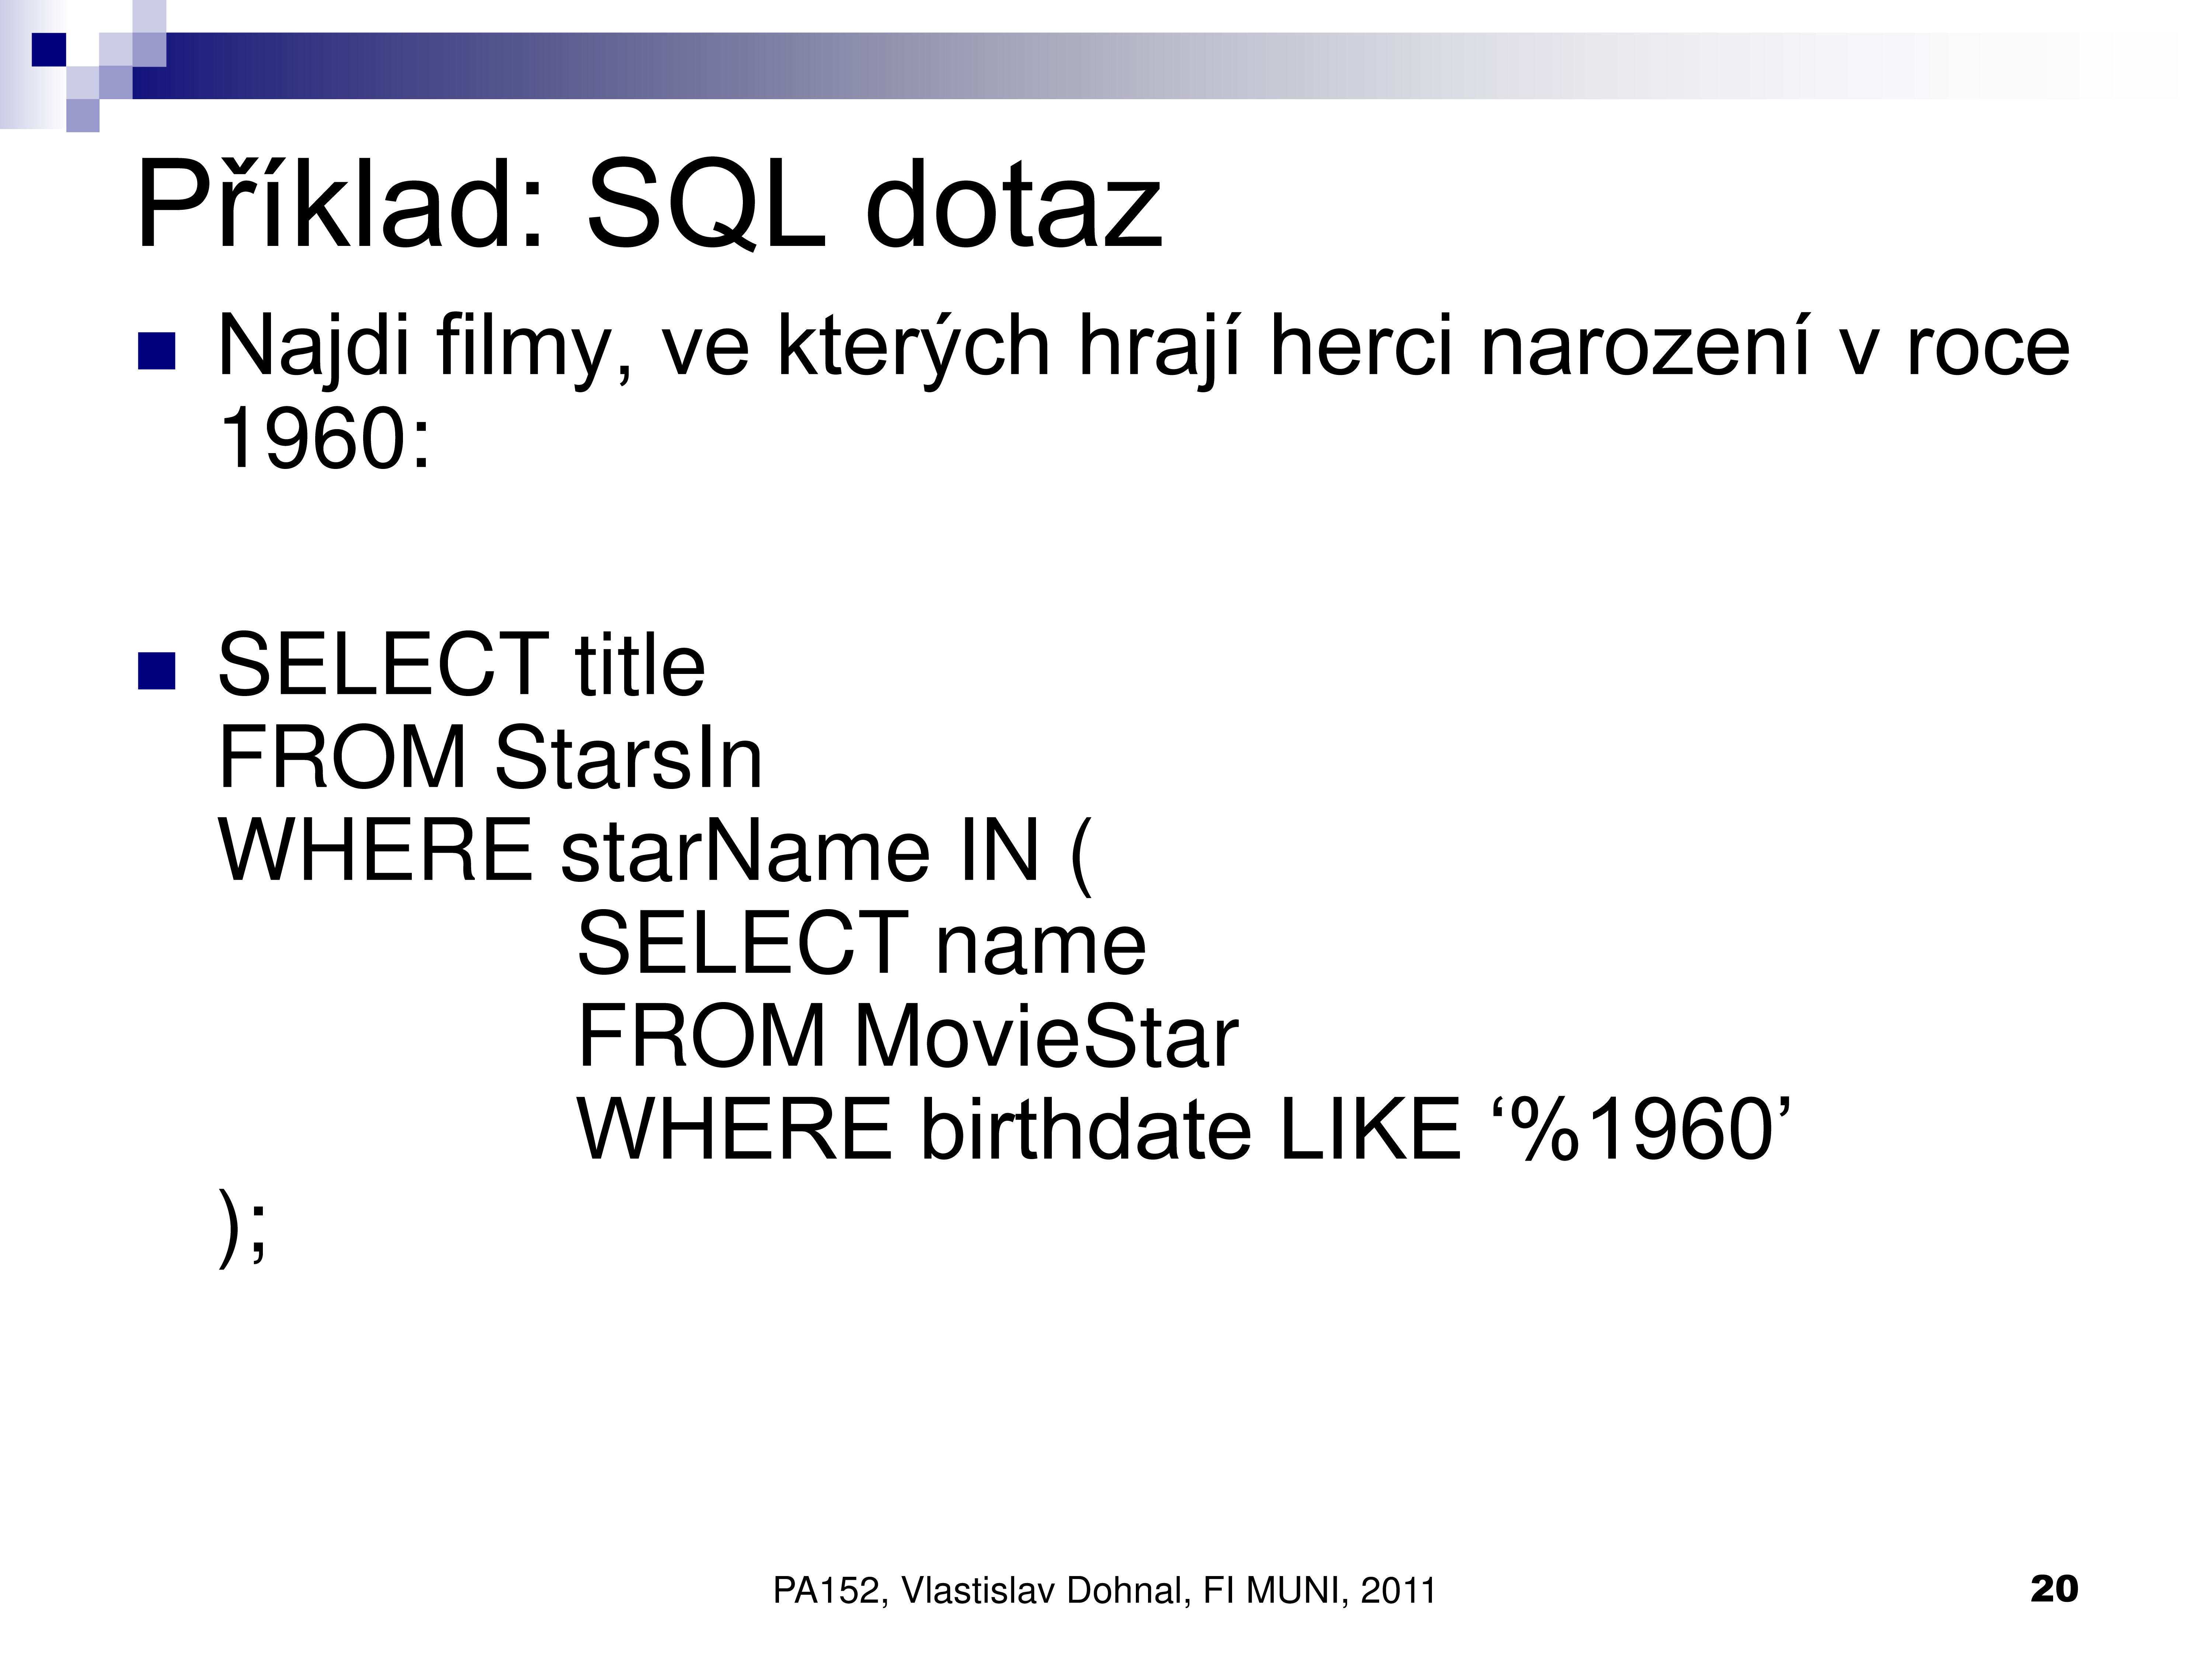 Příklad: SQL dotaz
Najdi filmy, ve kterých hrají herci narození v roce
1960:
SELECT title
FROM StarsIn
WHERE starName IN (
SELECT name
FROM MovieStar
WHERE birthdate LIKE ‘%1960’
);
PA152, Vlastislav Dohnal, FI MUNI, 2011
20